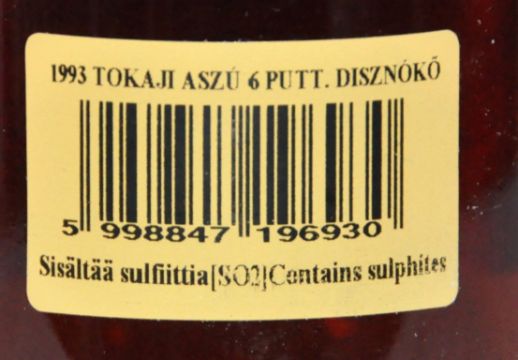 1993 TOKAJI ASZÚ 6 PUTT. DISZNÓKŐ
5 998847 196930
Sisältää sulfiittia[SO2]Contains sulphites